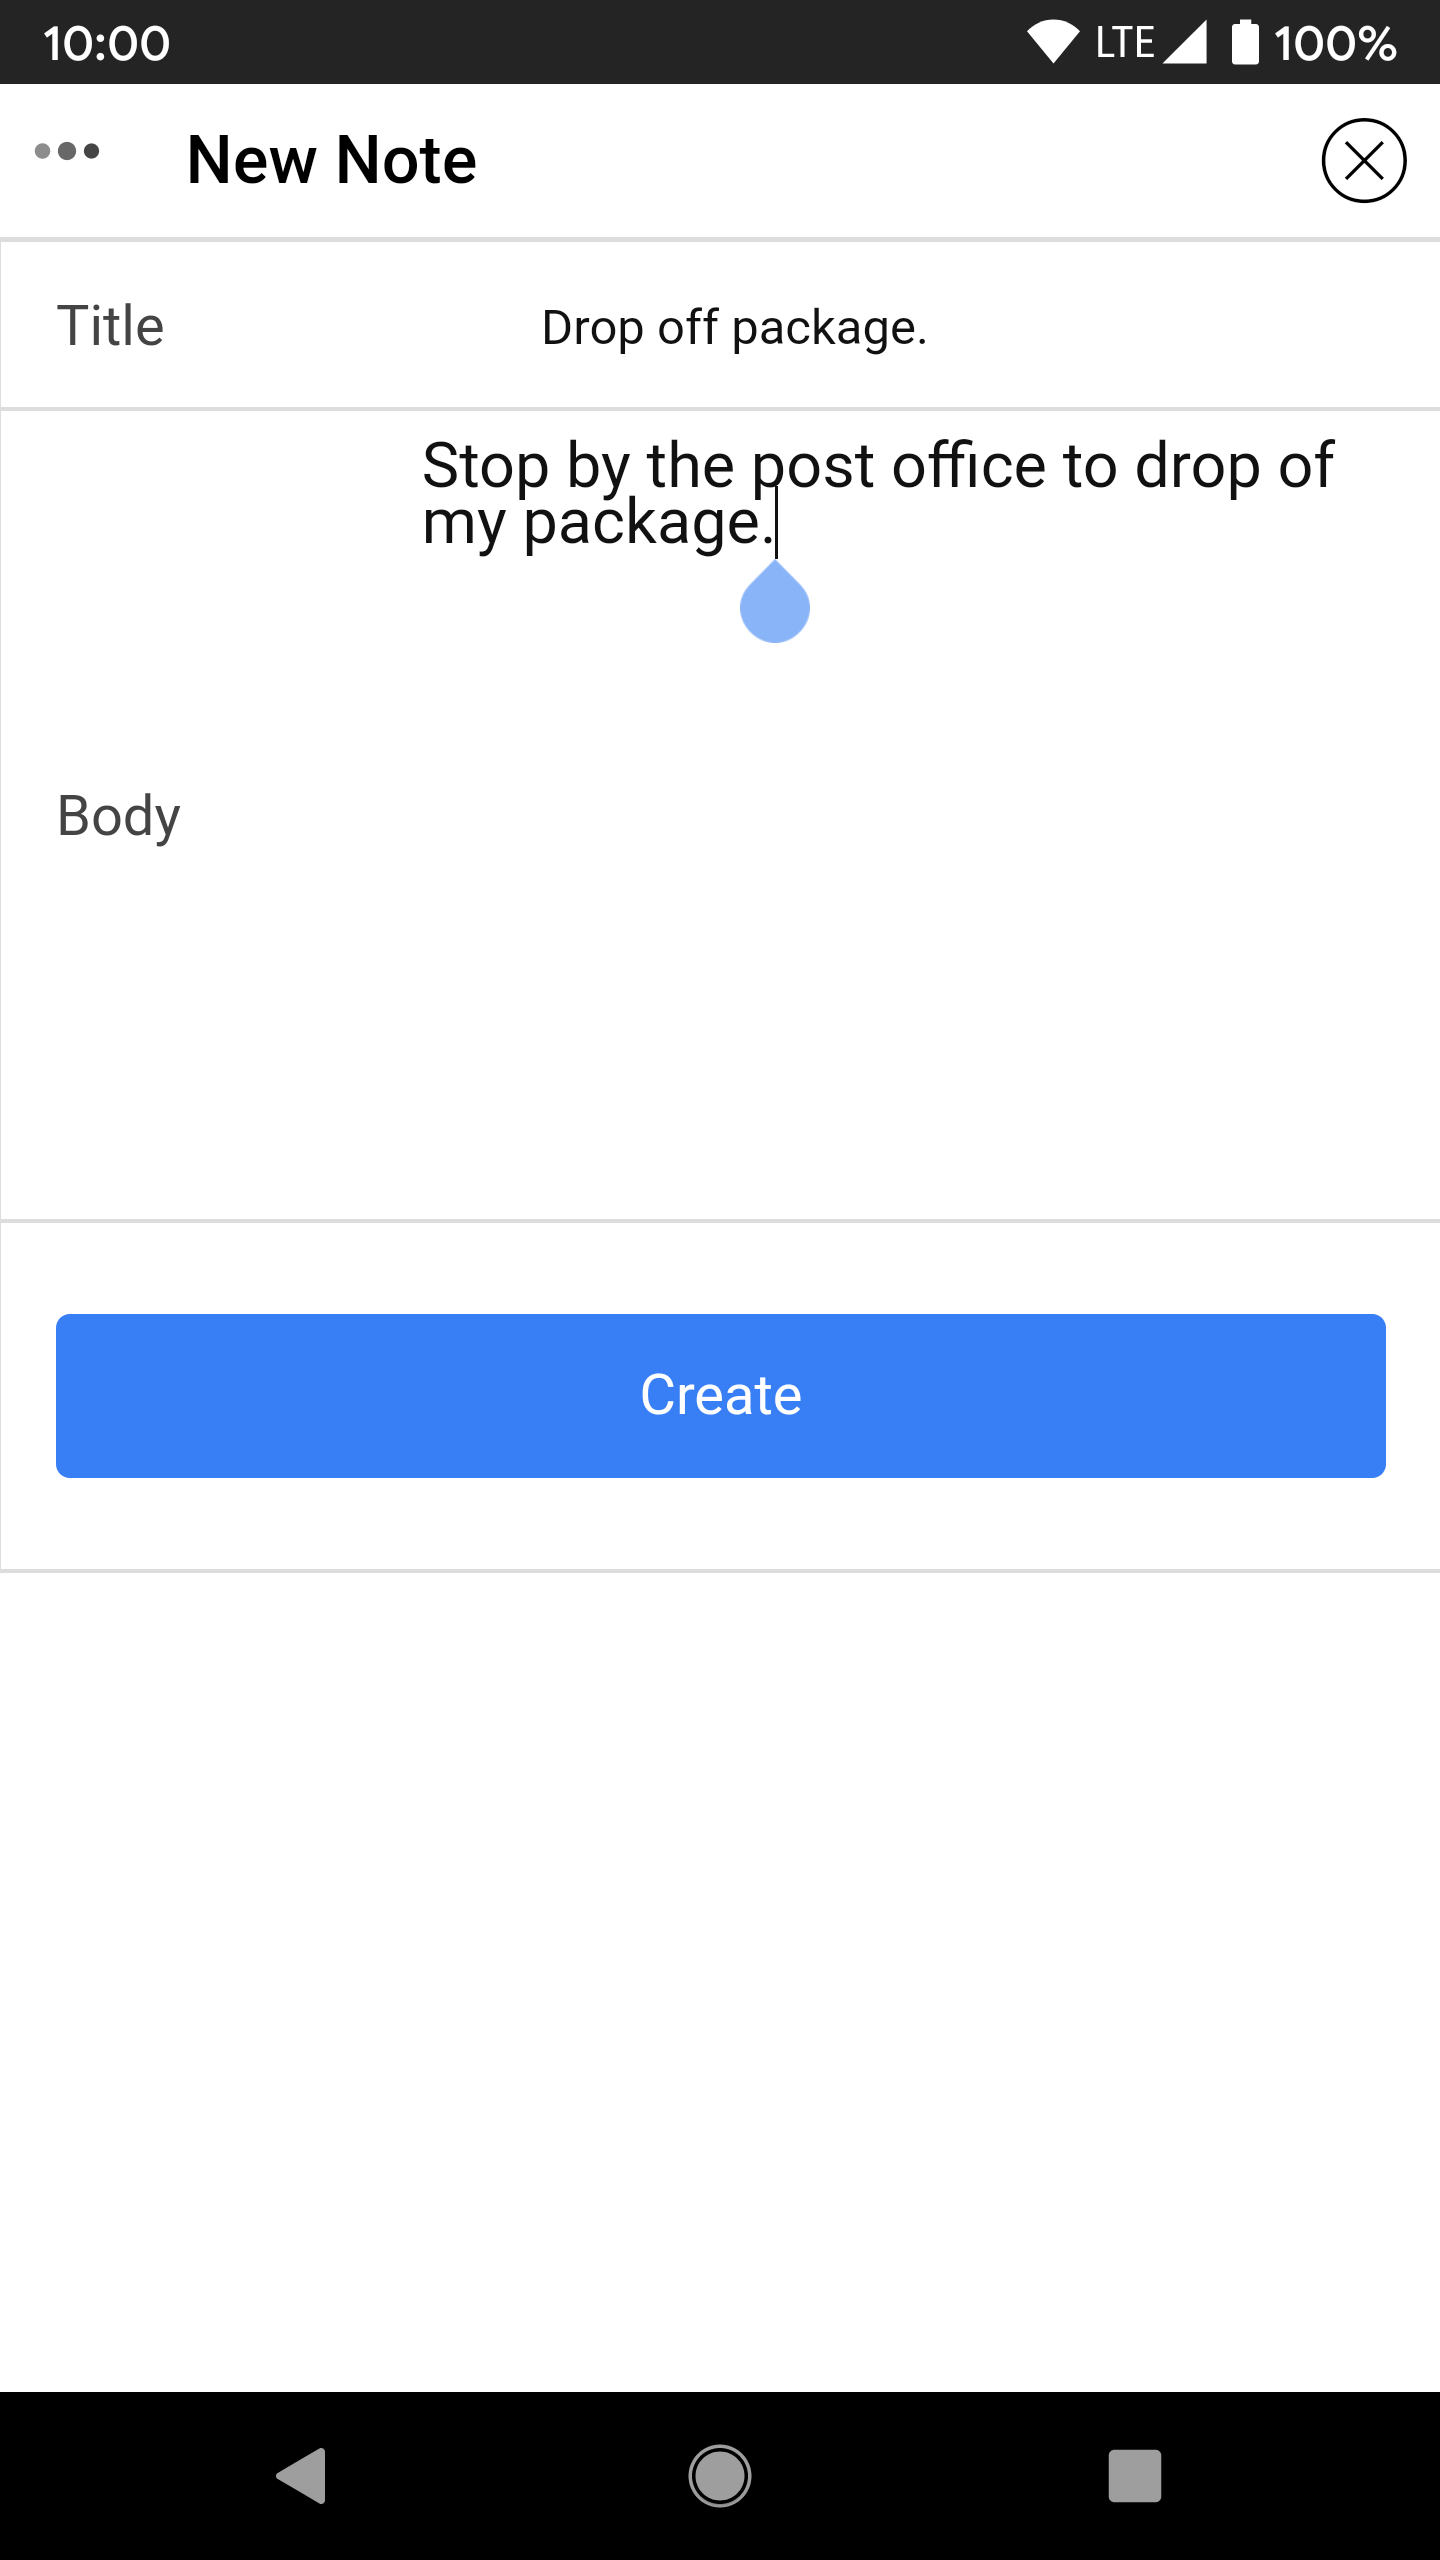 10:00 LTE 100%
New Note
Title Drop off package.
Stop by the post office to drop of
my package.
Body
Create